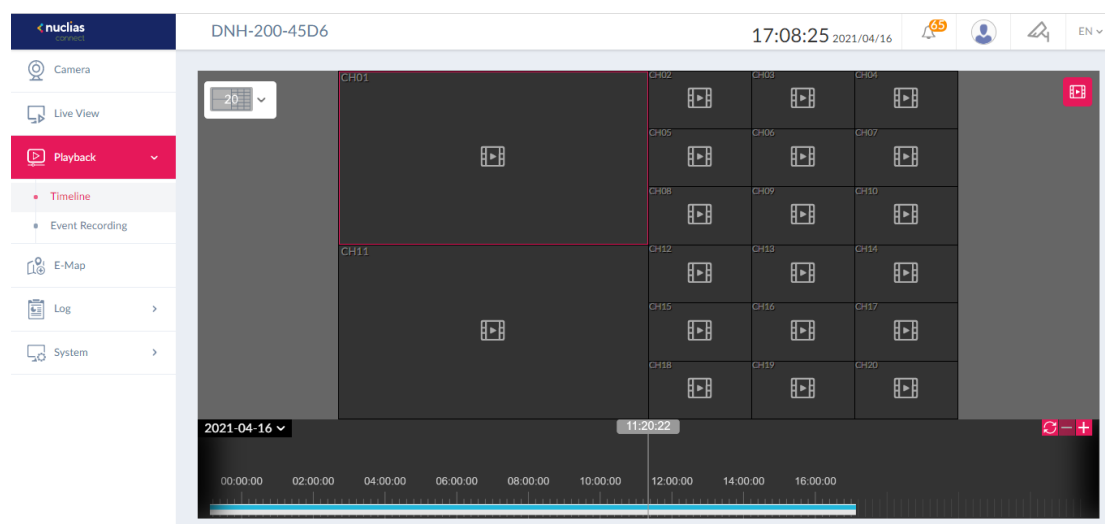 nuclias
connect
DNH-200-45D6
17:08:25 2021/04/16
65
EN
Camera
Live View
Playback
Timeline
Event Recording
E-Map
Log
System
20
CH01
CH02
CH03
CH04
CH05
CH06
CH07
CH08
CH09
CH10
CH11
CH12
CH13
CH14
CH15
CH16
CH17
CH18
CH19
CH20
2021-04-16
11:20:22
00:00:00 02:00:00 04:00:00 06:00:00 08:00:00 10:00:00 12:00:00 14:00:00 16:00:00